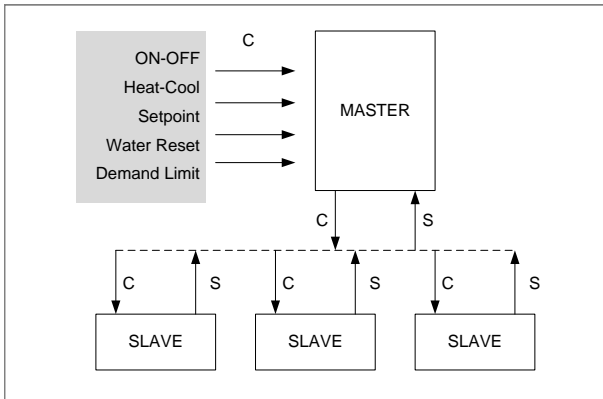 C
ON-OFF
Heat-Cool
Setpoint
Water Reset
Demand Limit
MASTER
C
S
C
S
C
S
C
S
SLAVE
SLAVE
SLAVE